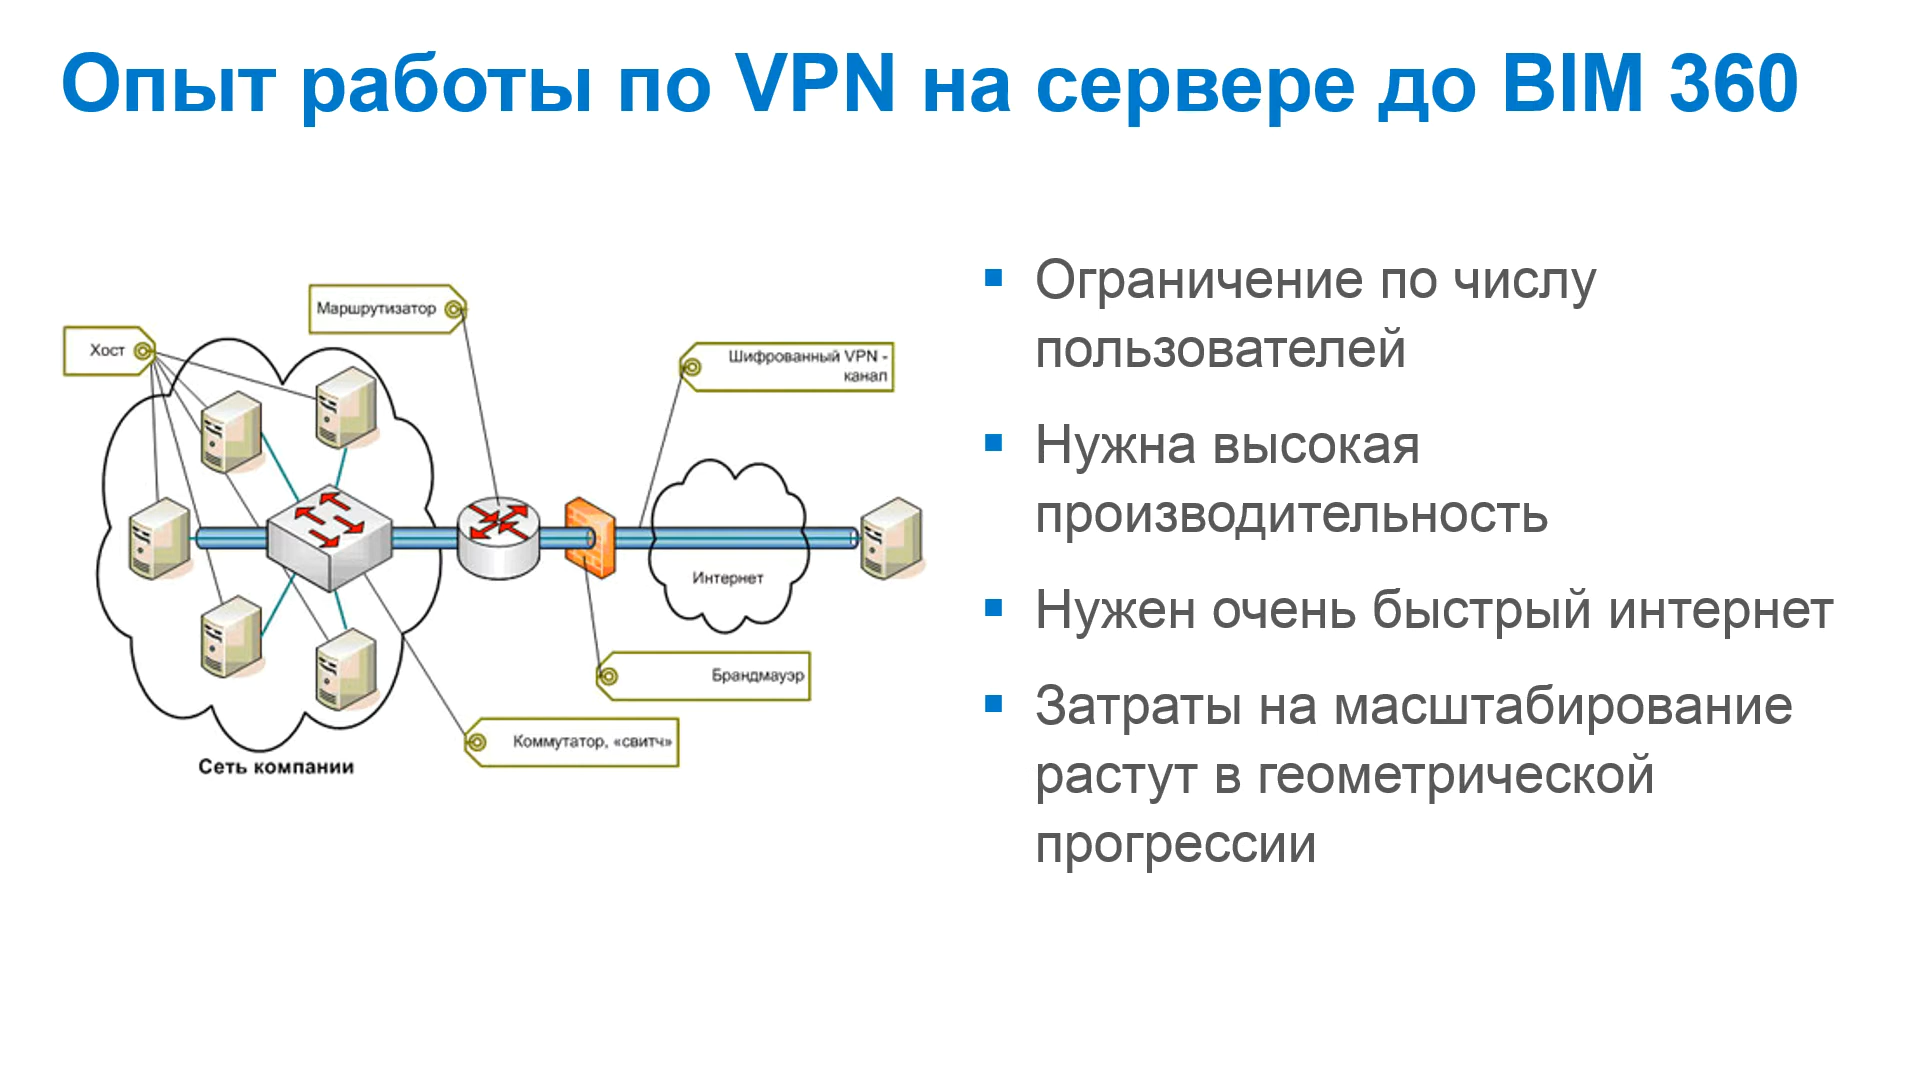 Опыт работы по VPN на сервере до BIM 360
Маршрутизатор
Хост
Шифрованный VPN -
канал
Интернет
Брандмауэр
Коммутатор, «свитч»
Сеть компании
▪ Ограничение по числу
пользователей
▪ Нужна высокая
производительность
▪ Нужен очень быстрый интернет
▪ Затраты на масштабирование
растут в геометрической
прогрессии